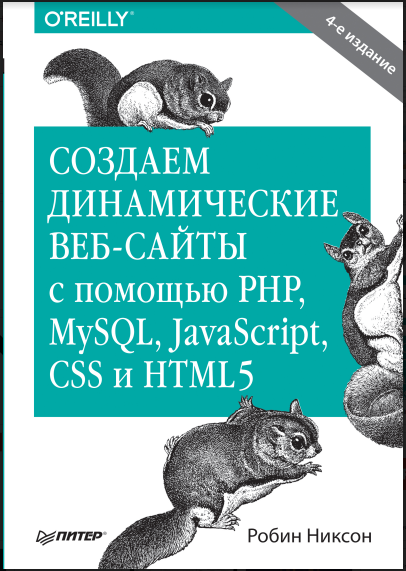 O'REILLY
4-е издание
СОЗДАЕМ
ДИНАМИЧЕСКИЕ
ВЕБ-САЙТЫ
с помощью PHP,
MySQL, JavaScript,
CSS и HTML5
ПИТЕР
Робин Никсон